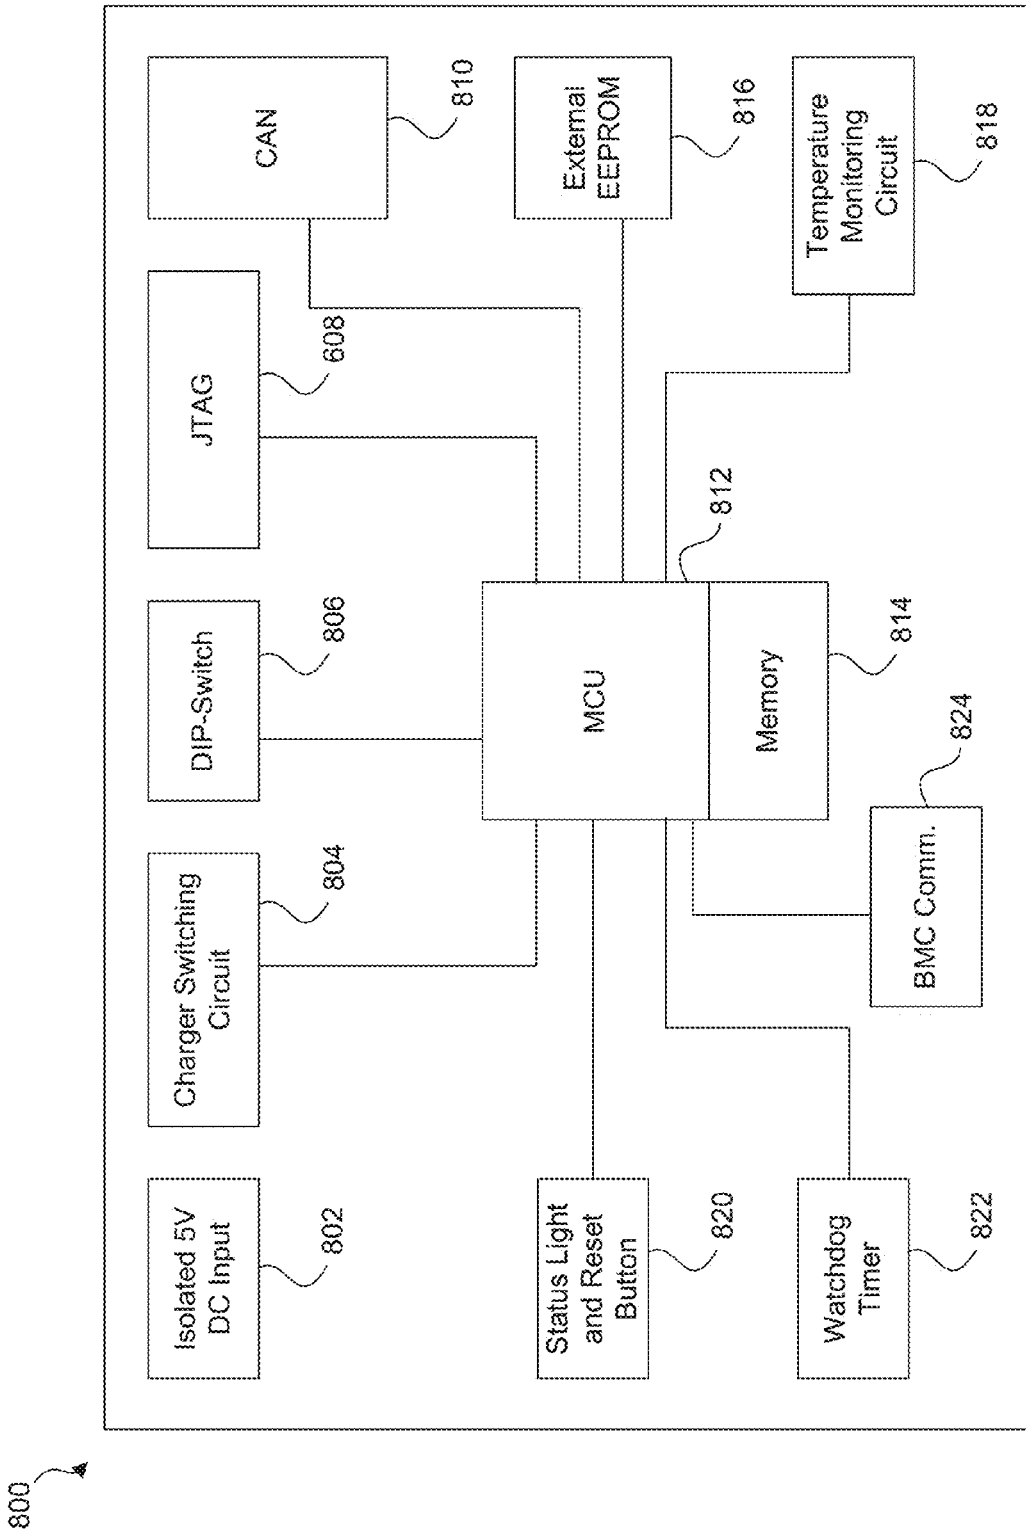 800
Isolated 5V
DC Input
802
Charger Switching
Circuit
804
DIP-Switch
806
JTAG
608
CAN
810
Status Light
and Reset
Button
820
MCU
812
External
EEPROM
816
Watchdog
Timer
822
BMC Comm.
824
Memory
814
Temperature
Monitoring
Circuit
818